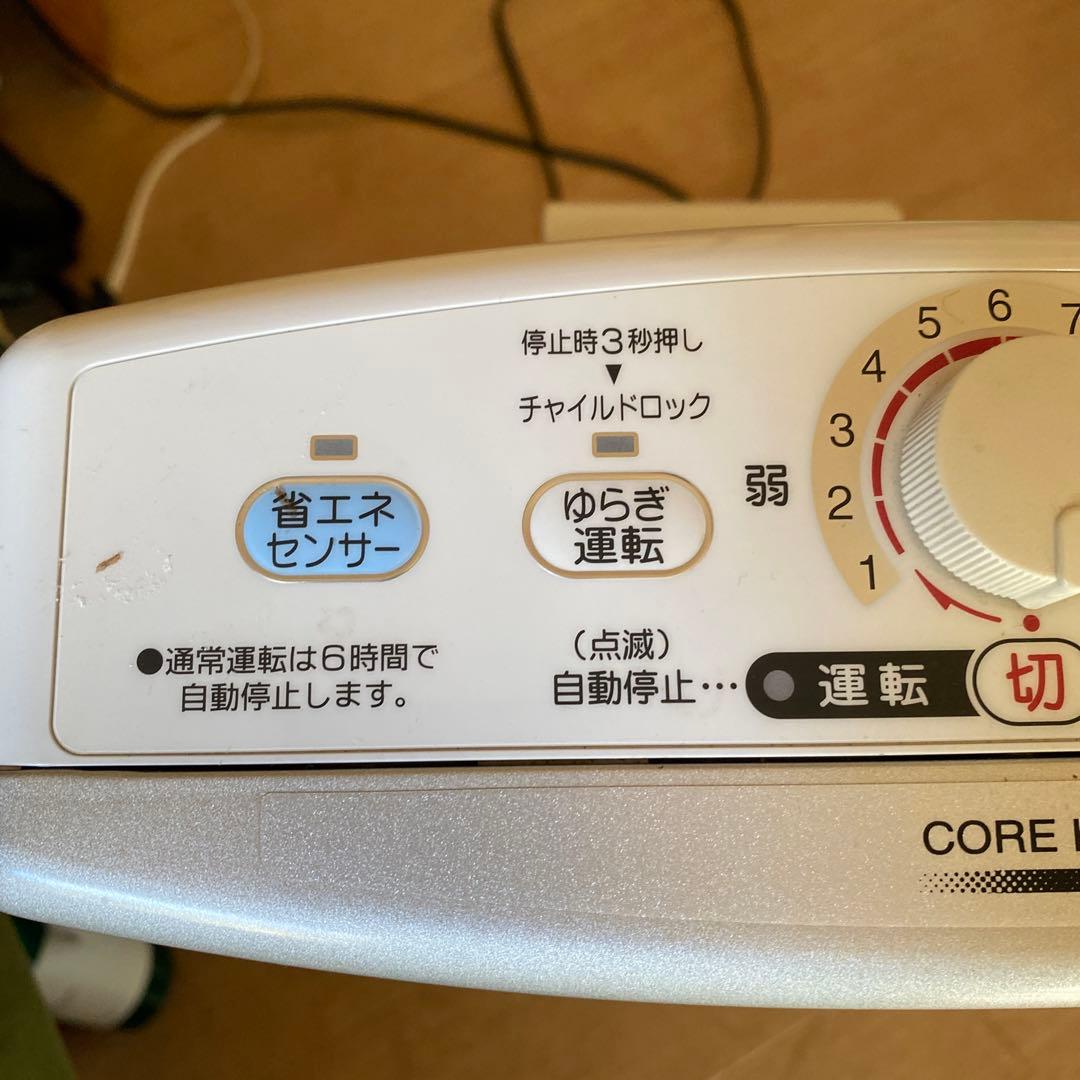 停止時3秒押し
▼
チャイルドロック
省エネ
センサー
ゆらぎ
運転
弱
1
2
3
4
5
6
7
●通常運転は6時間で
自動停止します。
(点滅)
自動停止…
運転
切
CORE